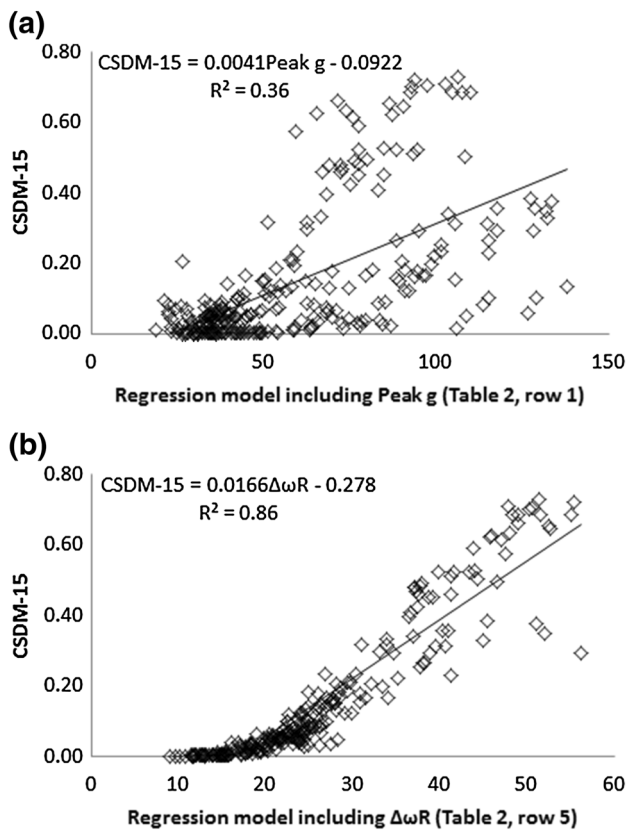 (a)
0.80
CSDM-15 = 0.0041Peak g - 0.0922
R² = 0.36
0.60
0.40
0.20
0.00
CSDM-15
0 50 100 150
Regression model including Peak g (Table 2, row 1)
(b)
0.80
CSDM-15 = 0.0166ΔωR - 0.278
R² = 0.86
0.60
0.40
0.20
0.00
CSDM-15
0 10 20 30 40 50 60
Regression model including ΔωR (Table 2, row 5)